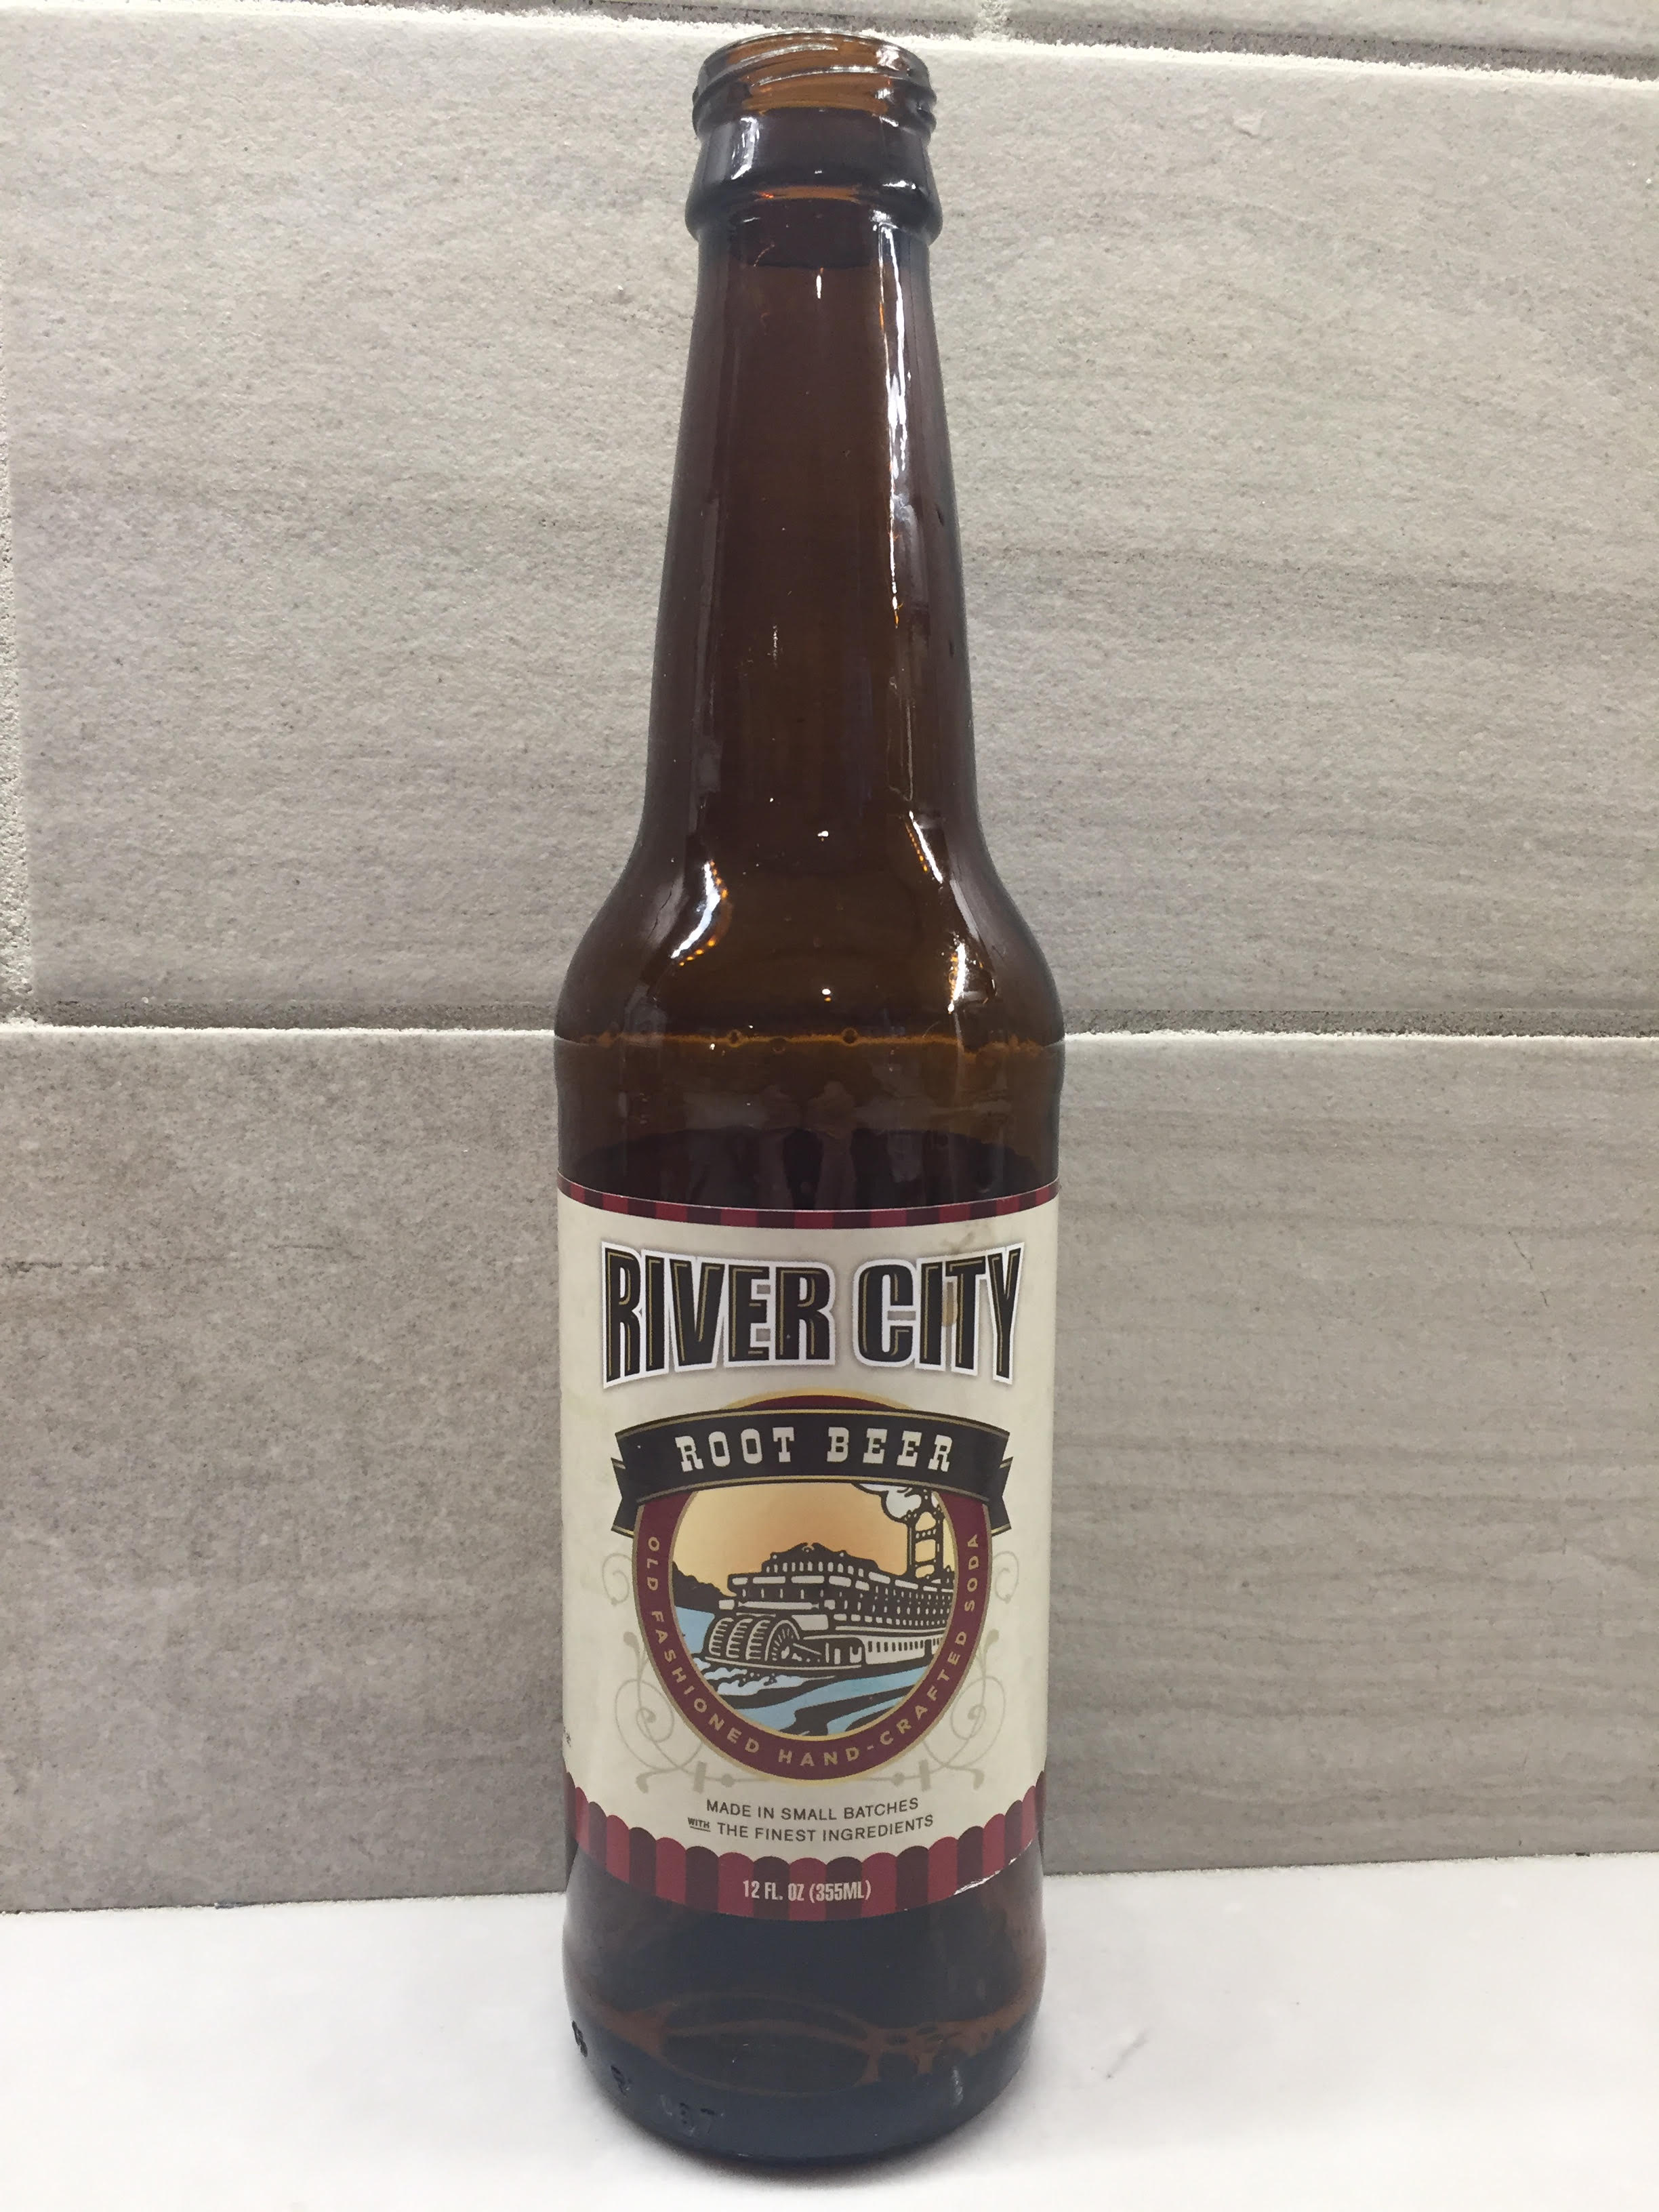 RIVER CITY
ROOT BEER
OLD FASHIONED HAND-CRAFTED SODA
MADE IN SMALL BATCHES
WITH THE FINEST INGREDIENTS
12 FL. OZ (355ML)